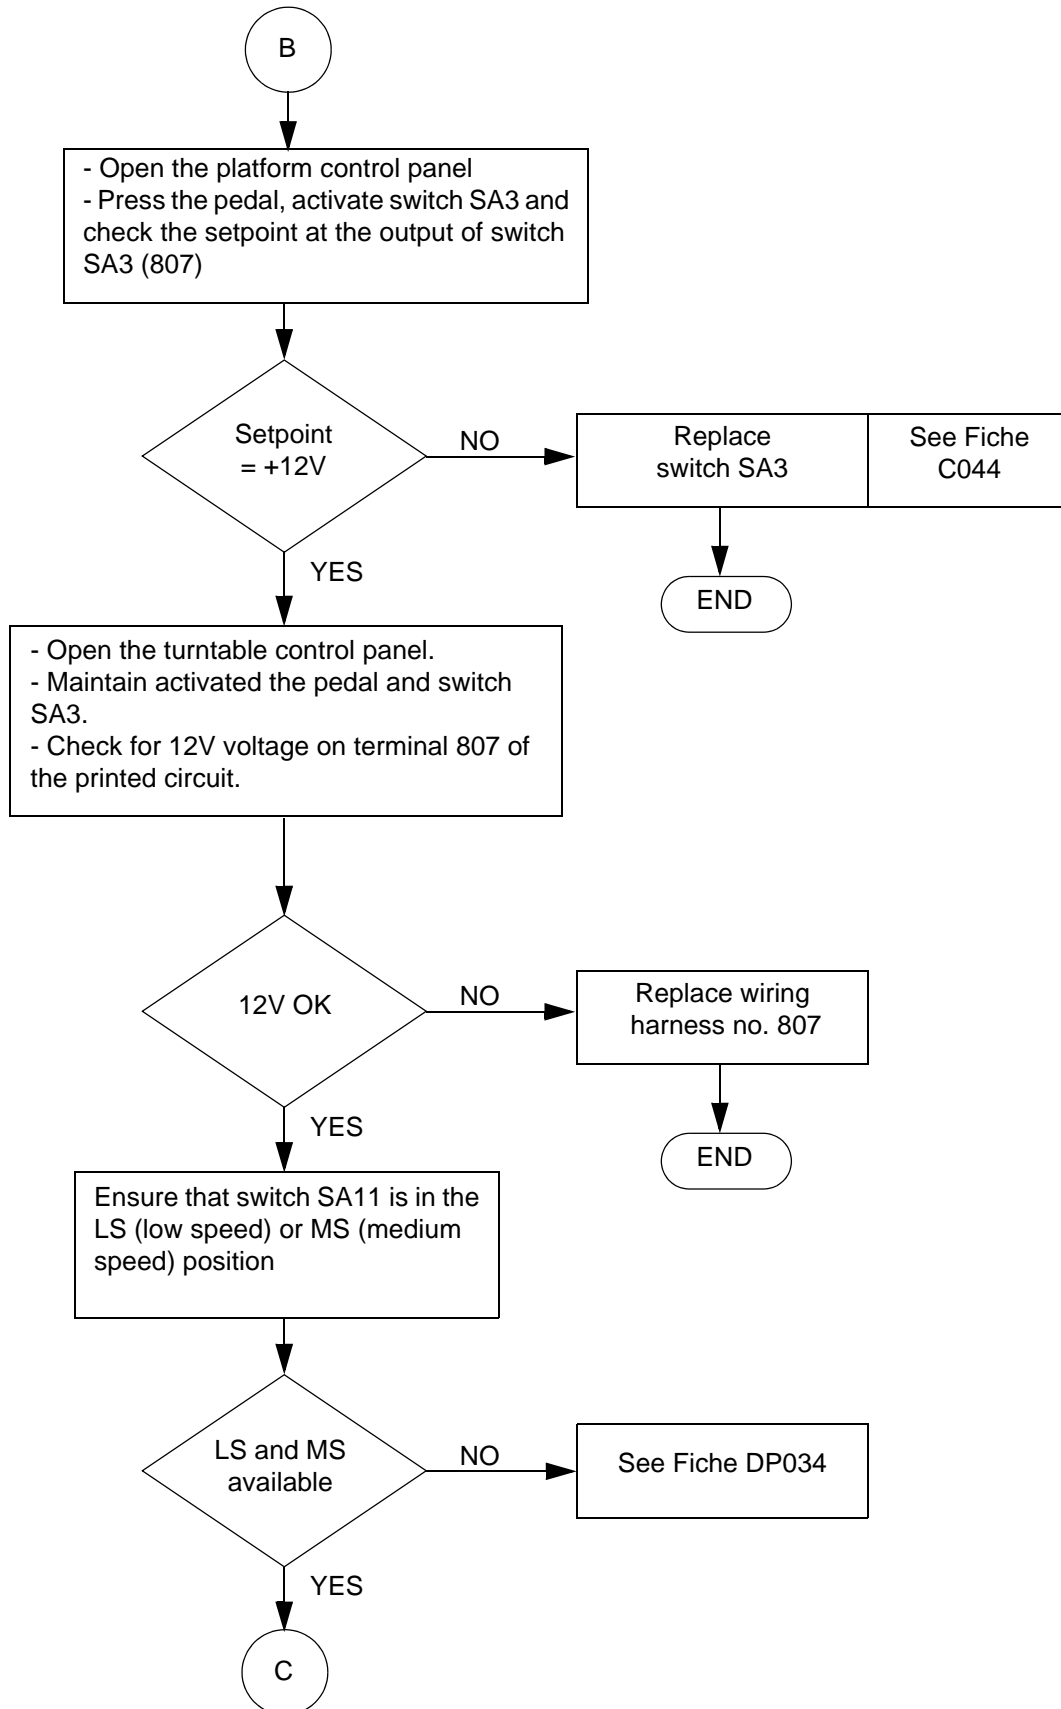 B
- Open the platform control panel
- Press the pedal, activate switch SA3 and
check the setpoint at the output of switch
SA3 (807)
Setpoint
= +12V
NO
Replace
switch SA3
See Fiche
C044
YES
END
- Open the turntable control panel.
- Maintain activated the pedal and switch
SA3.
- Check for 12V voltage on terminal 807 of
the printed circuit.
12V OK
NO
Replace wiring
harness no. 807
YES
END
Ensure that switch SA11 is in the
LS (low speed) or MS (medium
speed) position
LS and MS
available
NO
See Fiche DP034
YES
C